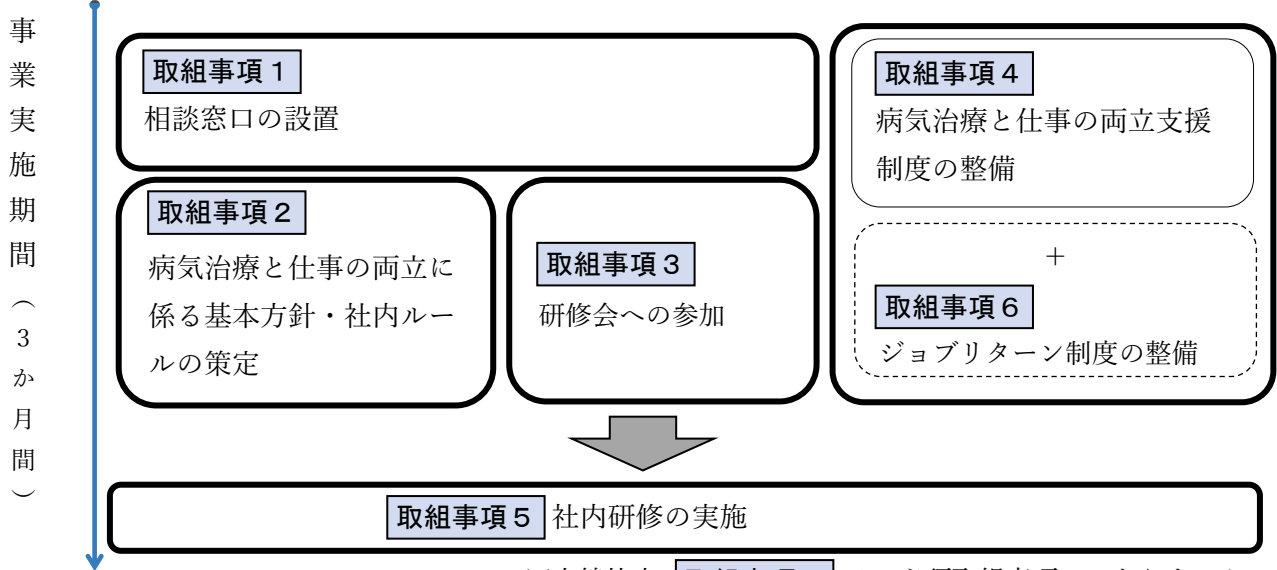 事業実施期間（３か月間）
取組事項１
相談窓口の設置
取組事項２
病気治療と仕事の両立に
係る基本方針・社内ルー
ルの策定
取組事項３
研修会への参加
取組事項４
病気治療と仕事の両立支援
制度の整備
＋
取組事項６
ジョブリターン制度の整備
取組事項５ 社内研修の実施